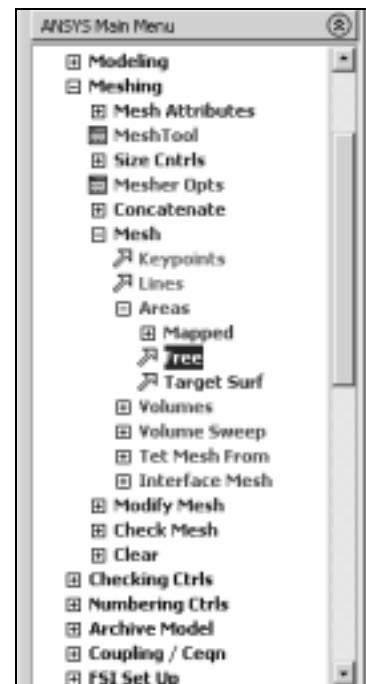 ANSYS Main Menu
Modeling
Meshing
Mesh Attributes
MeshTool
Size Cntrls
Mesher Opts
Concatenate
Mesh
Keypoints
Lines
Areas
Mapped
Free
Target Surf
Volumes
Volume Sweep
Tet Mesh From
Interface Mesh
Modify Mesh
Check Mesh
Clear
Checking Ctrls
Numbering Ctrls
Archive Model
Coupling / Ceqn
FSI Set Up